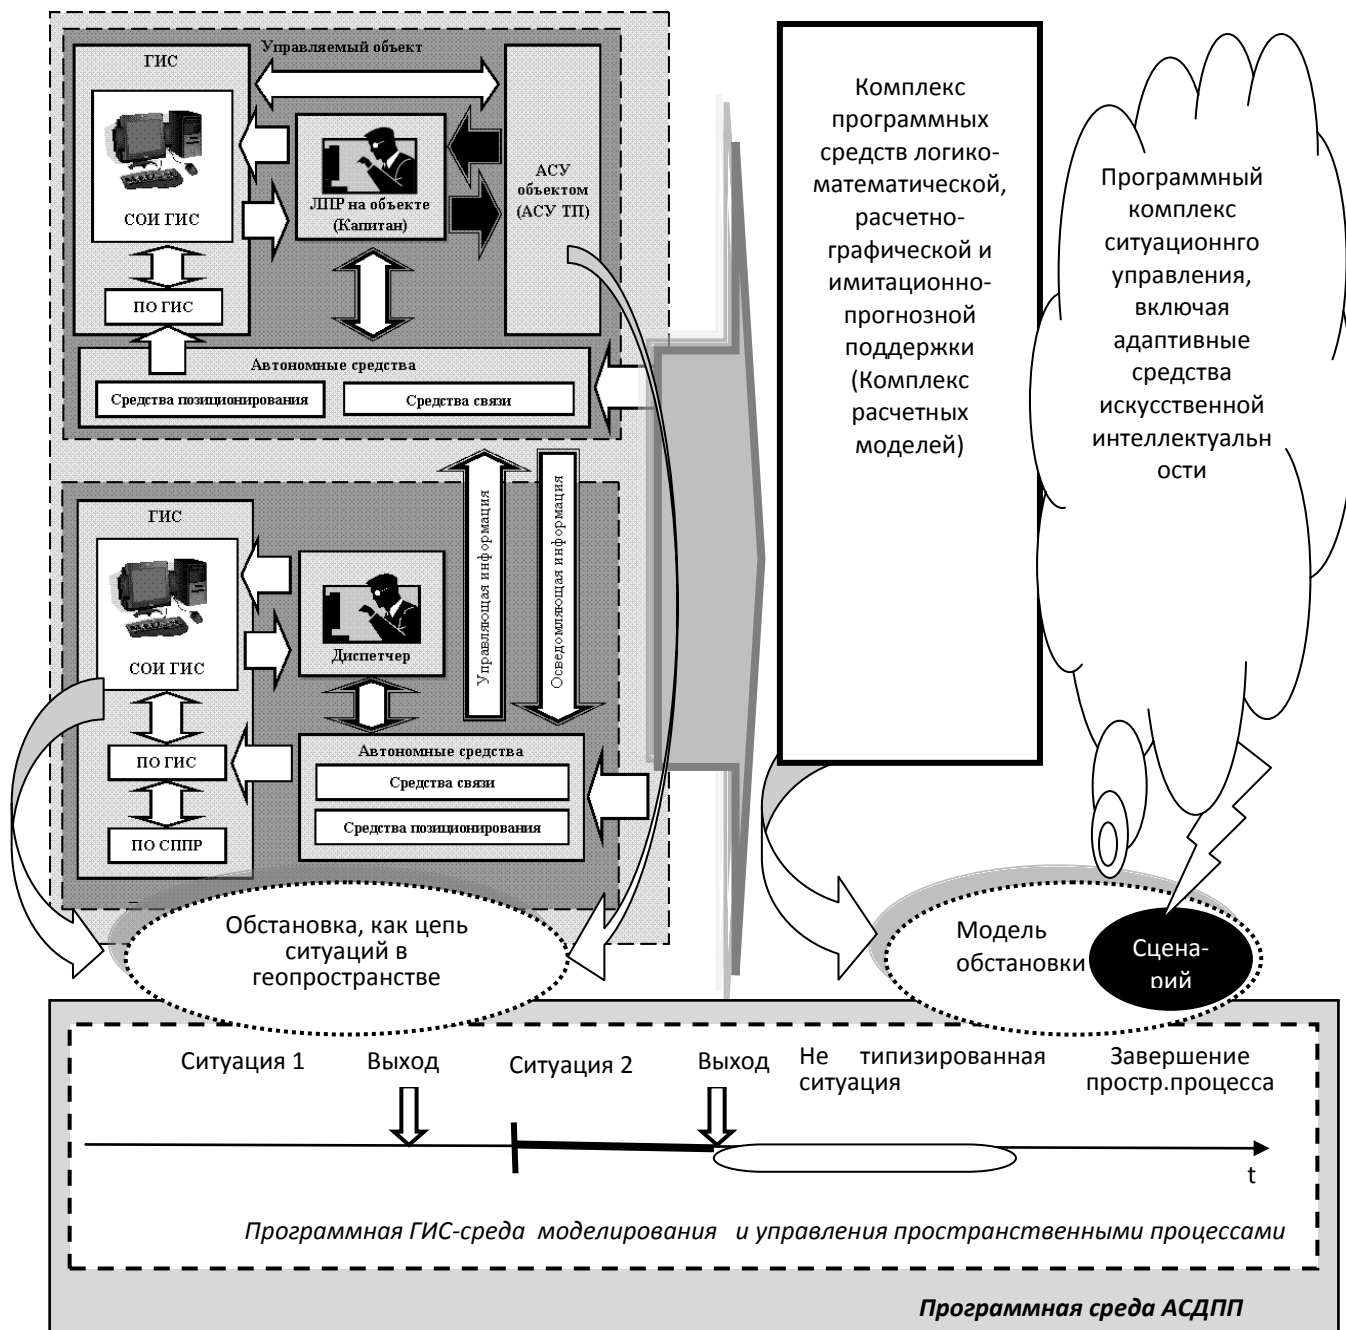 Управляемый объект
ГИС
СОИ ГИС
ПО ГИС
ЛПР на объекте
(Капитан)
АСУ
объектом
(АСУ ТП)
Автономные средства
Средства позиционирования
Средства связи
Управляющая информация
Осведомляющая информация
ГИС
СОИ ГИС
ПО ГИС
ПО СППР
Диспетчер
Автономные средства
Средства связи
Средства позиционирования
Комплекс
программных
средств логико-
математической,
расчетно-
графической и
имитационно-
прогнозной
поддержки
(Комплекс
расчетных
моделей)
Программный
комплекс
ситуационнго
управления,
включая
адаптивные
средства
искусственной
интеллектуальн
ости
Обстановка, как цепь
ситуаций в
геопространстве
Модель
обстановки
Сцена-
рий
Ситуация 1
Выход
Ситуация 2
Выход
Не типизированная
ситуация
Завершение
простр.процесса
t
Программная ГИС-среда моделирования и управления пространственными процессами
Программная среда АСДПП